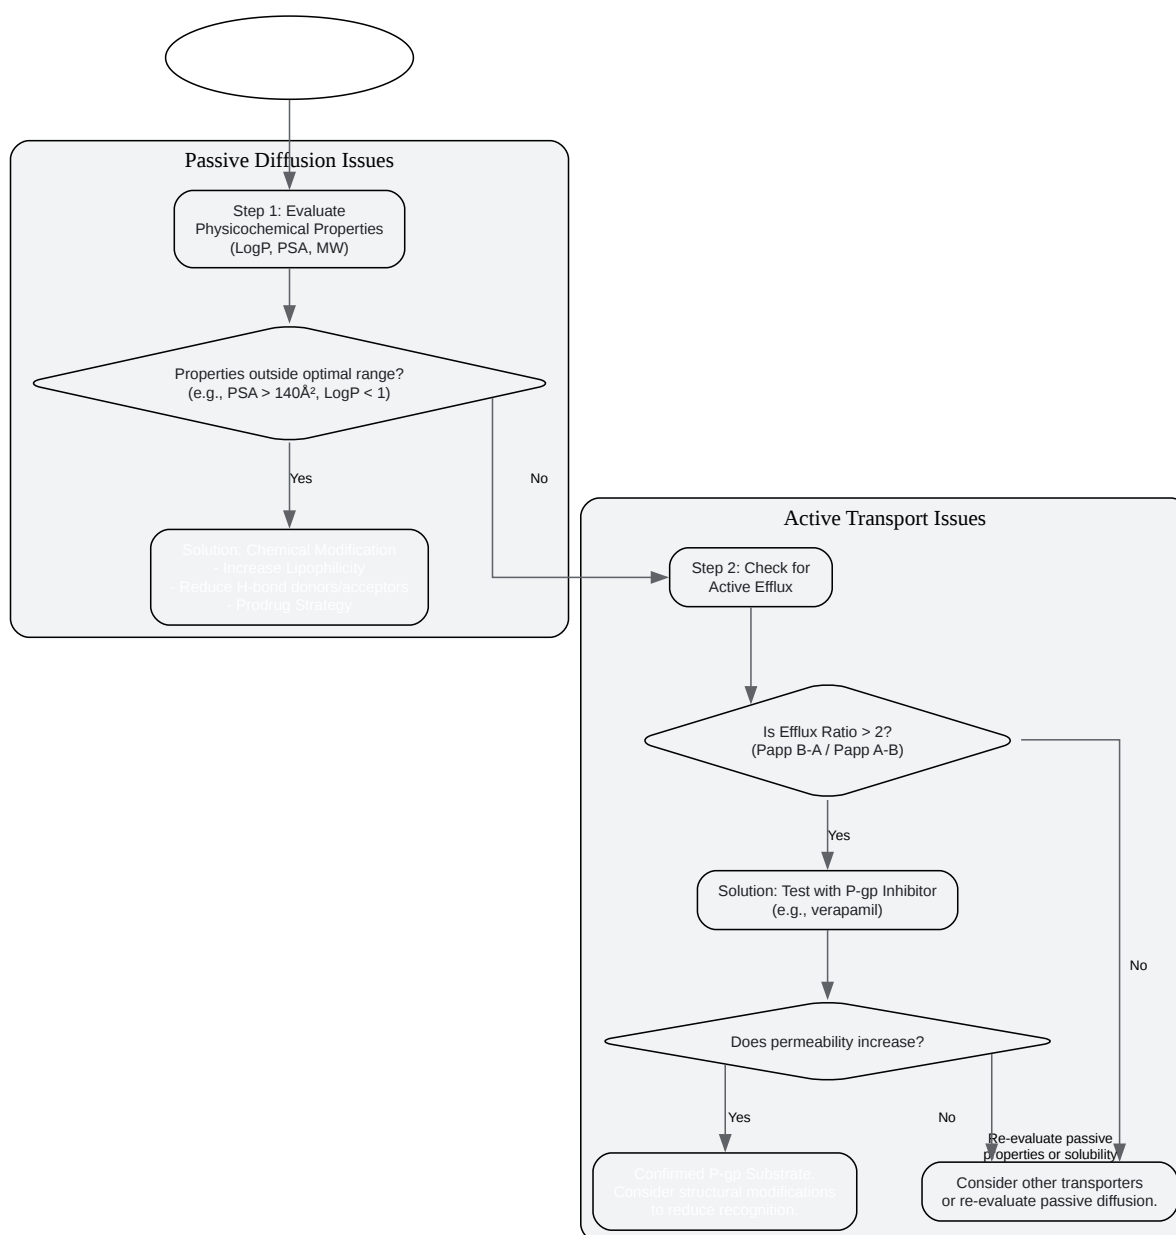 Passive Diffusion Issues
Step 1: Evaluate
Physicochemical Properties
(LogP, PSA, MW)
Properties outside optimal range?
(e.g., PSA > 140Å², LogP < 1)
Yes
No
Solution: Chemical Modification
- Increase Lipophilicity
- Reduce H-bond donors/acceptors
- Prodrug Strategy
Active Transport Issues
Step 2: Check for
Active Efflux
Is Efflux Ratio > 2?
(Papp B-A / Papp A-B)
Yes
Solution: Test with P-gp Inhibitor
(e.g., verapamil)
No
Does permeability increase?
Yes
No
Re-evaluate passive
properties or solubility
Confirmed P-gp Substrate.
Consider structural modifications
to reduce recognition.
Consider other transporters
or re-evaluate passive diffusion.